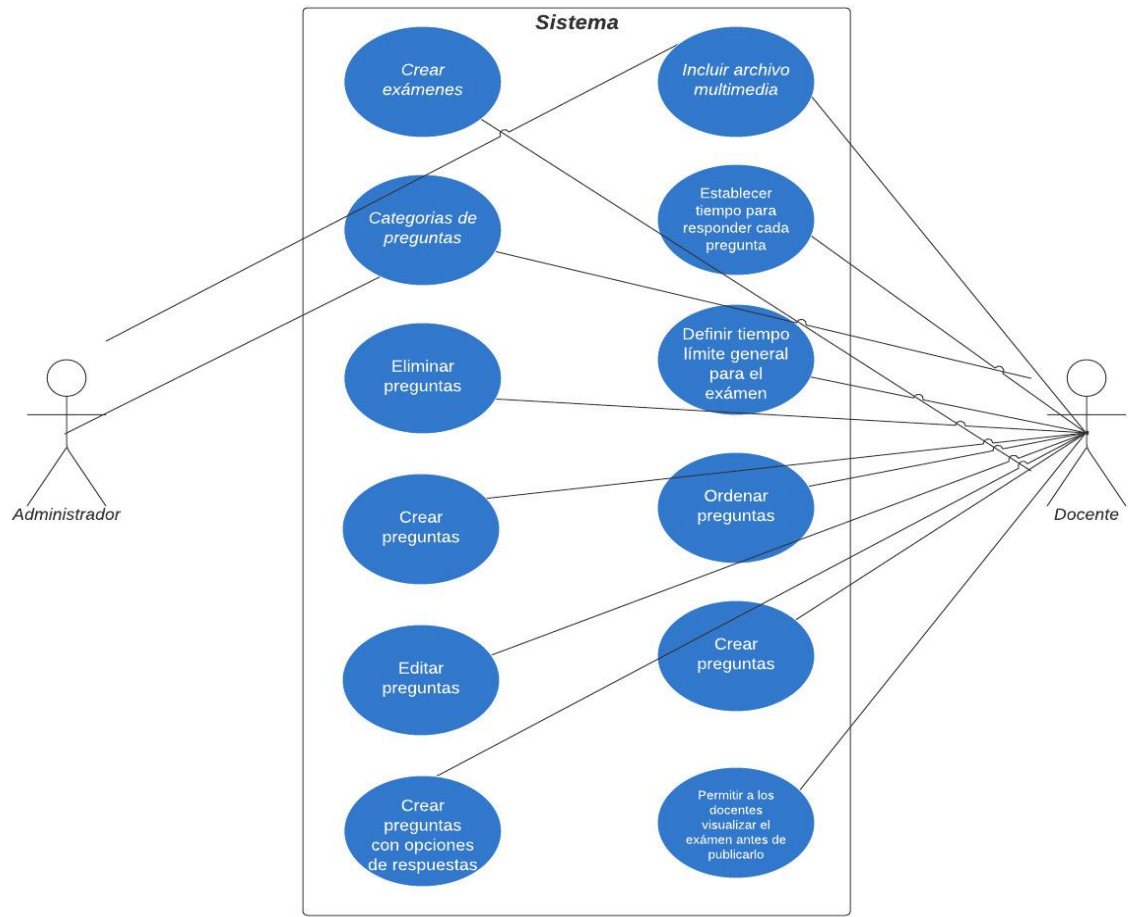 Sistema
Crear
exámenes
Incluir archivo
multimedia
Categorias de
preguntas
Establecer
tiempo para
responder cada
pregunta
Eliminar
preguntas
Definir tiempo
límite general
para el
exámen
Administrador
Docente
Crear
preguntas
Ordenar
preguntas
Editar
preguntas
Crear
preguntas
Crear
preguntas
con opciones
de respuestas
Permitir a los
docentes
visualizar el
exámen antes de
publicarlo